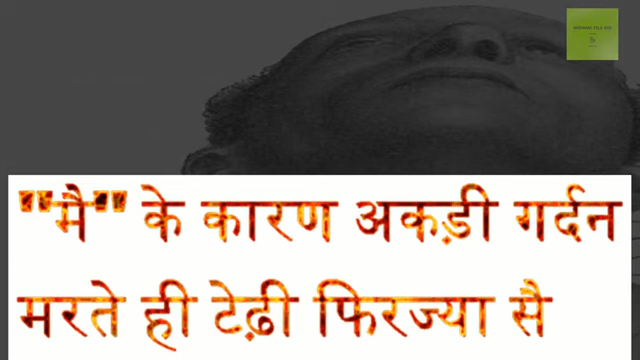 "मै" के कारण अकड़ी गर्दन
मरते ही टेढ़ी फिरज्या सै